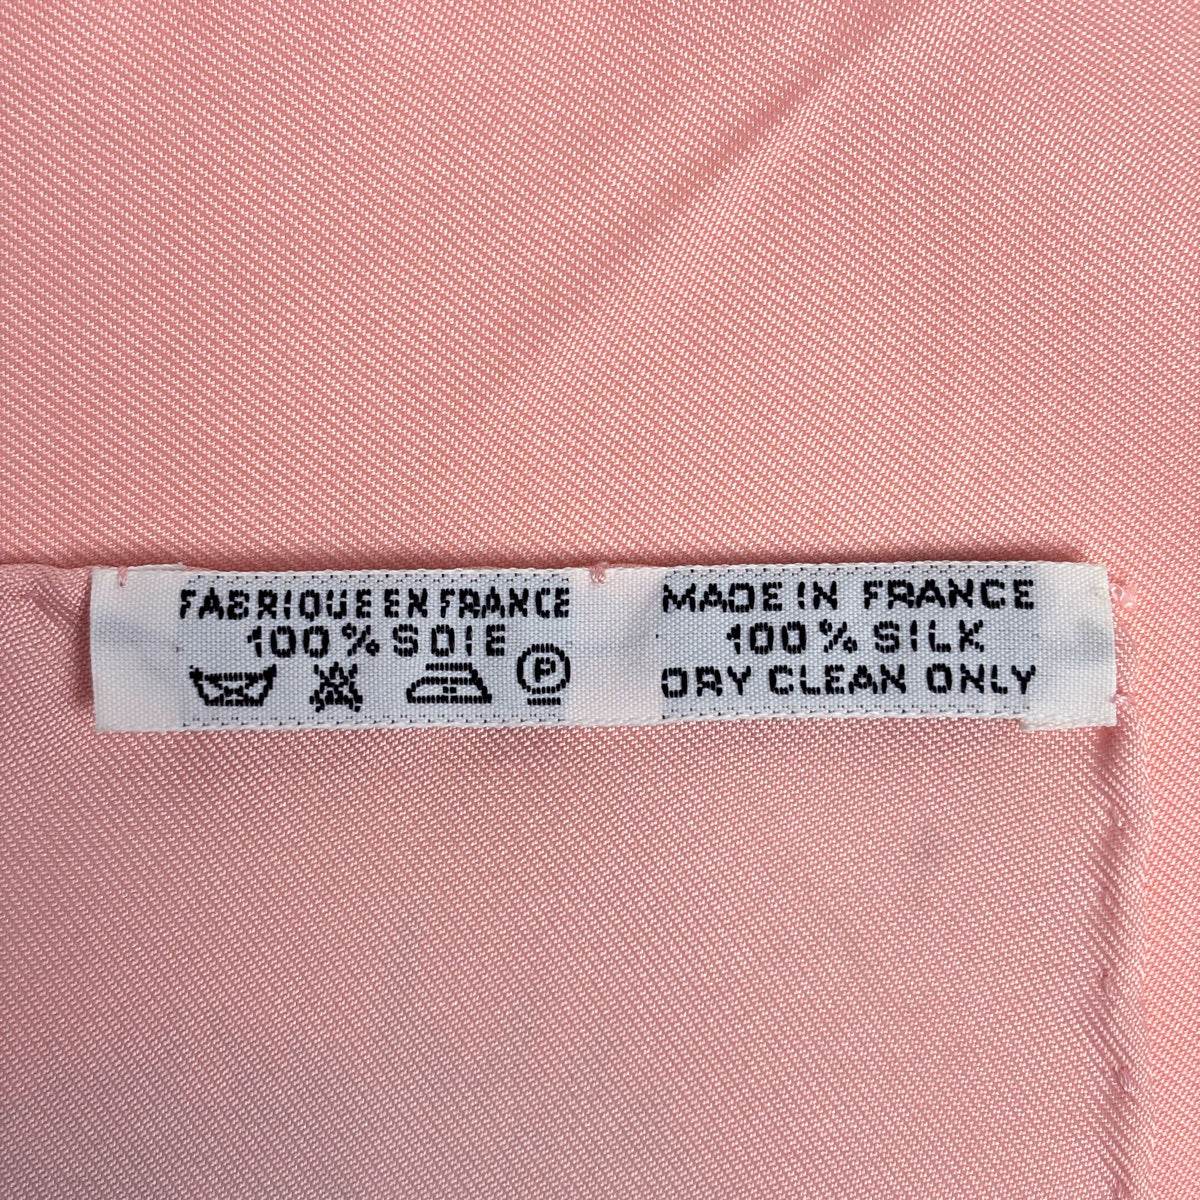 FABRIQUE EN FRANCE
100% SOIE
P
MADE IN FRANCE
100% SILK
DRY CLEAN ONLY